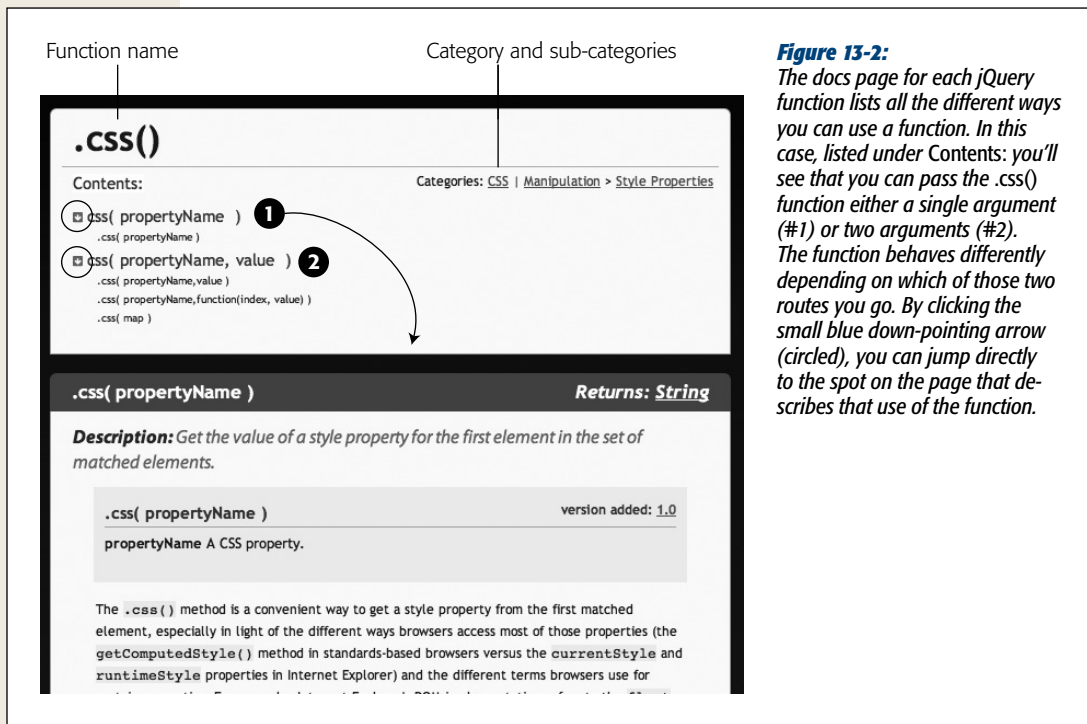 Function name
Category and sub-categories
.css()
Contents:
Categories: CSS | Manipulation > Style Properties
css( propertyName ) 1
.css( propertyName )
css( propertyName, value ) 2
.css( propertyName,value )
.css( propertyName,function(index, value) )
.css( map )
.css( propertyName )
Returns: String
Description: Get the value of a style property for the first element in the set of
matched elements.
.css( propertyName )
version added: 1.0
propertyName A CSS property.
The .css() method is a convenient way to get a style property from the first matched
element, especially in light of the different ways browsers access most of those properties (the
getComputedStyle() method in standards-based browsers versus the currentStyle and
runtimeStyle properties in Internet Explorer) and the different terms browsers use for
Figure 13-2:
The docs page for each jQuery
function lists all the different ways
you can use a function. In this
case, listed under Contents: you'll
see that you can pass the .css()
function either a single argument
(#1) or two arguments (#2).
The function behaves differently
depending on which of those two
routes you go. By clicking the
small blue down-pointing arrow
(circled), you can jump directly
to the spot on the page that de-
scribes that use of the function.